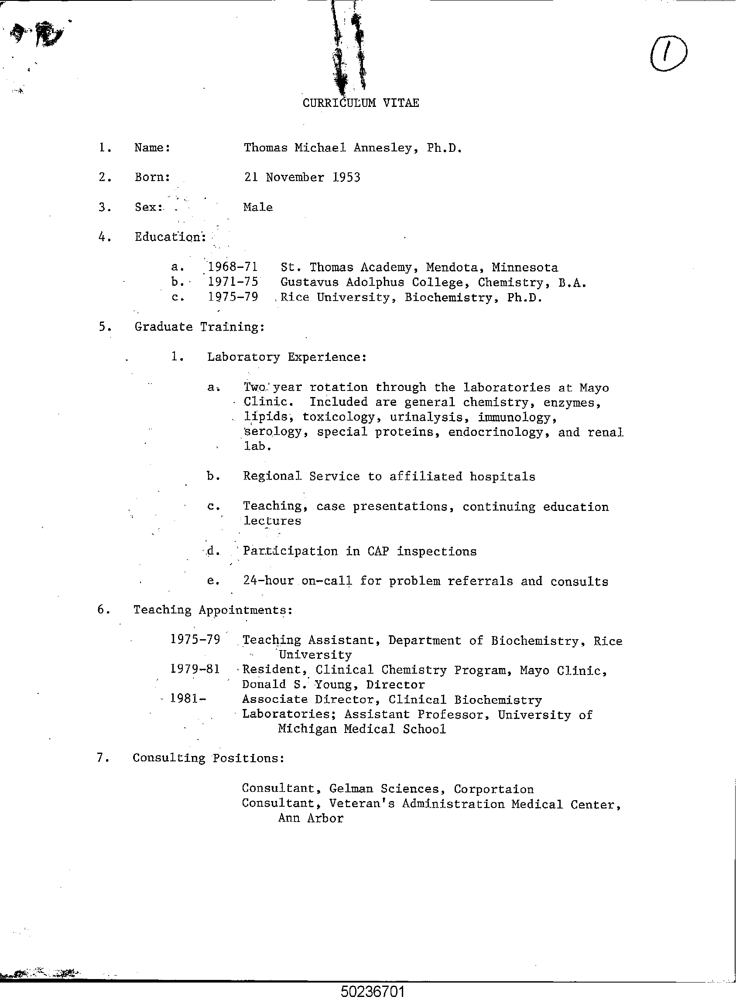 1
CURRICULUM VITAE
1. Name: Thomas Michael Annesley, Ph.D.
2. Born: 21 November 1953
3. Sex: Male
4. Education:
a. 1968-71 St. Thomas Academy, Mendota, Minnesota
b. 1971-75 Gustavus Adolphus College, Chemistry, B.A.
c. 1975-79 Rice University, Biochemistry, Ph.D.
5. Graduate Training:
1. Laboratory Experience:
a. Two year rotation through the laboratories at Mayo
Clinic. Included are general chemistry, enzymes,
lipids, toxicology, urinalysis, immunology,
serology, special proteins, endocrinology, and renal
lab.
b. Regional Service to affiliated hospitals
c. Teaching, case presentations, continuing education
lectures
d. Participation in CAP inspections
e. 24-hour on-call for problem referrals and consults
6. Teaching Appointments:
1975-79 Teaching Assistant, Department of Biochemistry, Rice
University
1979-81 Resident, Clinical Chemistry Program, Mayo Clinic,
Donald S. Young, Director
1981- Associate Director, Clinical Biochemistry
Laboratories; Assistant Professor, University of
Michigan Medical School
7. Consulting Positions:
Consultant, Gelman Sciences, Corportaion
Consultant, Veteran's Administration Medical Center,
Ann Arbor
50236701